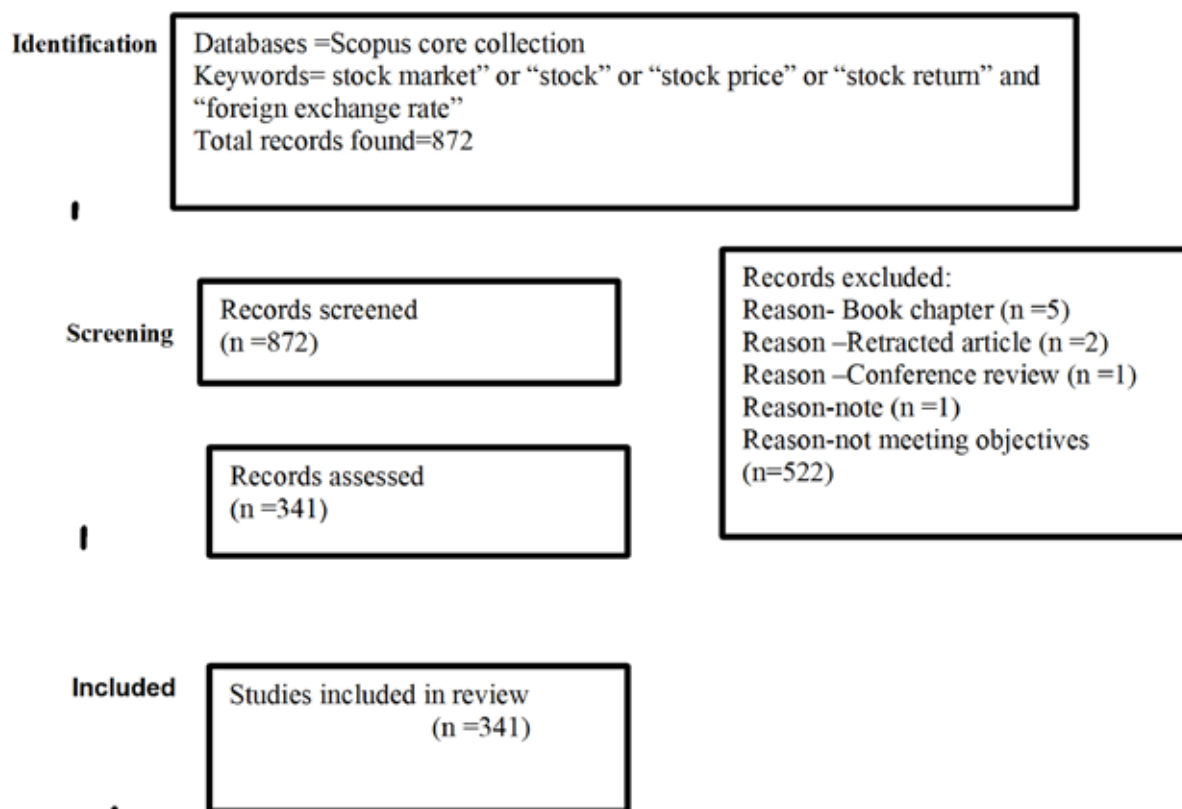 Identification
Databases =Scopus core collection
Keywords= stock market” or “stock” or “stock price” or “stock return” and
“foreign exchange rate”
Total records found=872
Screening
Records screened
(n =872)
Records excluded:
Reason- Book chapter (n =5)
Reason –Retracted article (n =2)
Reason –Conference review (n =1)
Reason-note (n =1)
Reason-not meeting objectives
(n=522)
Records assessed
(n =341)
Included
Studies included in review
(n =341)